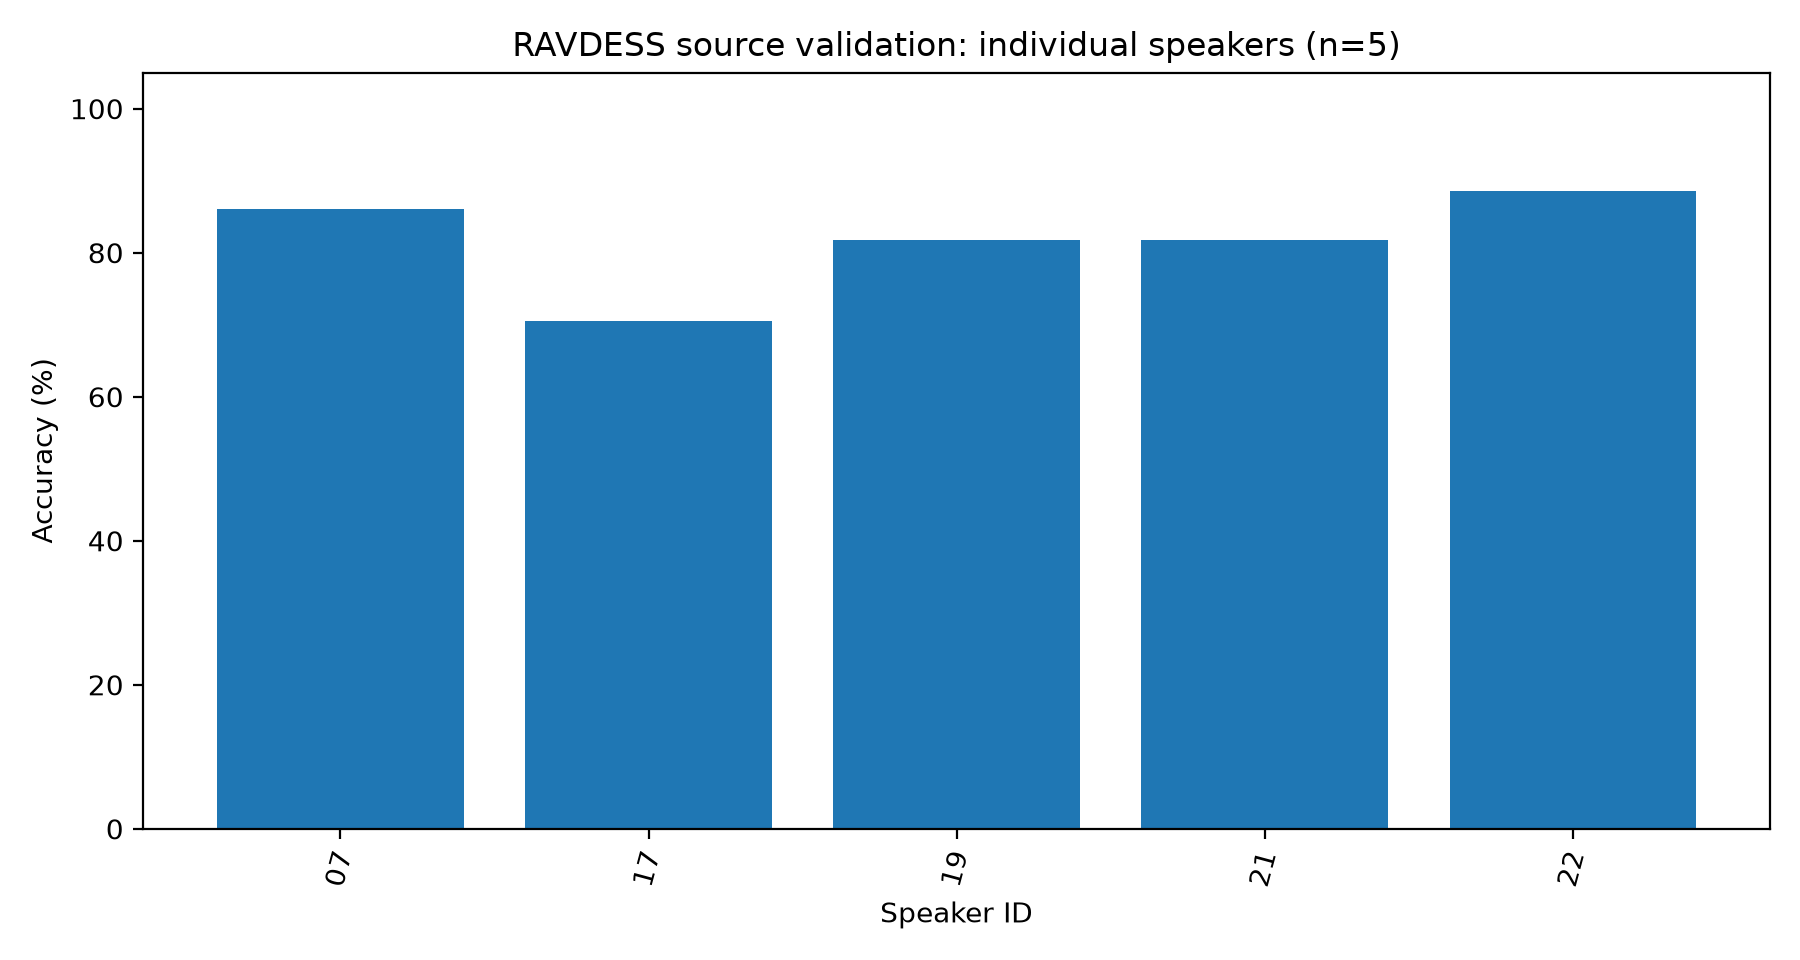 RAVDESS source validation: individual speakers (n=5)
Accuracy (%)
100
80
60
40
20
0
07 17 19 21 22
Speaker ID